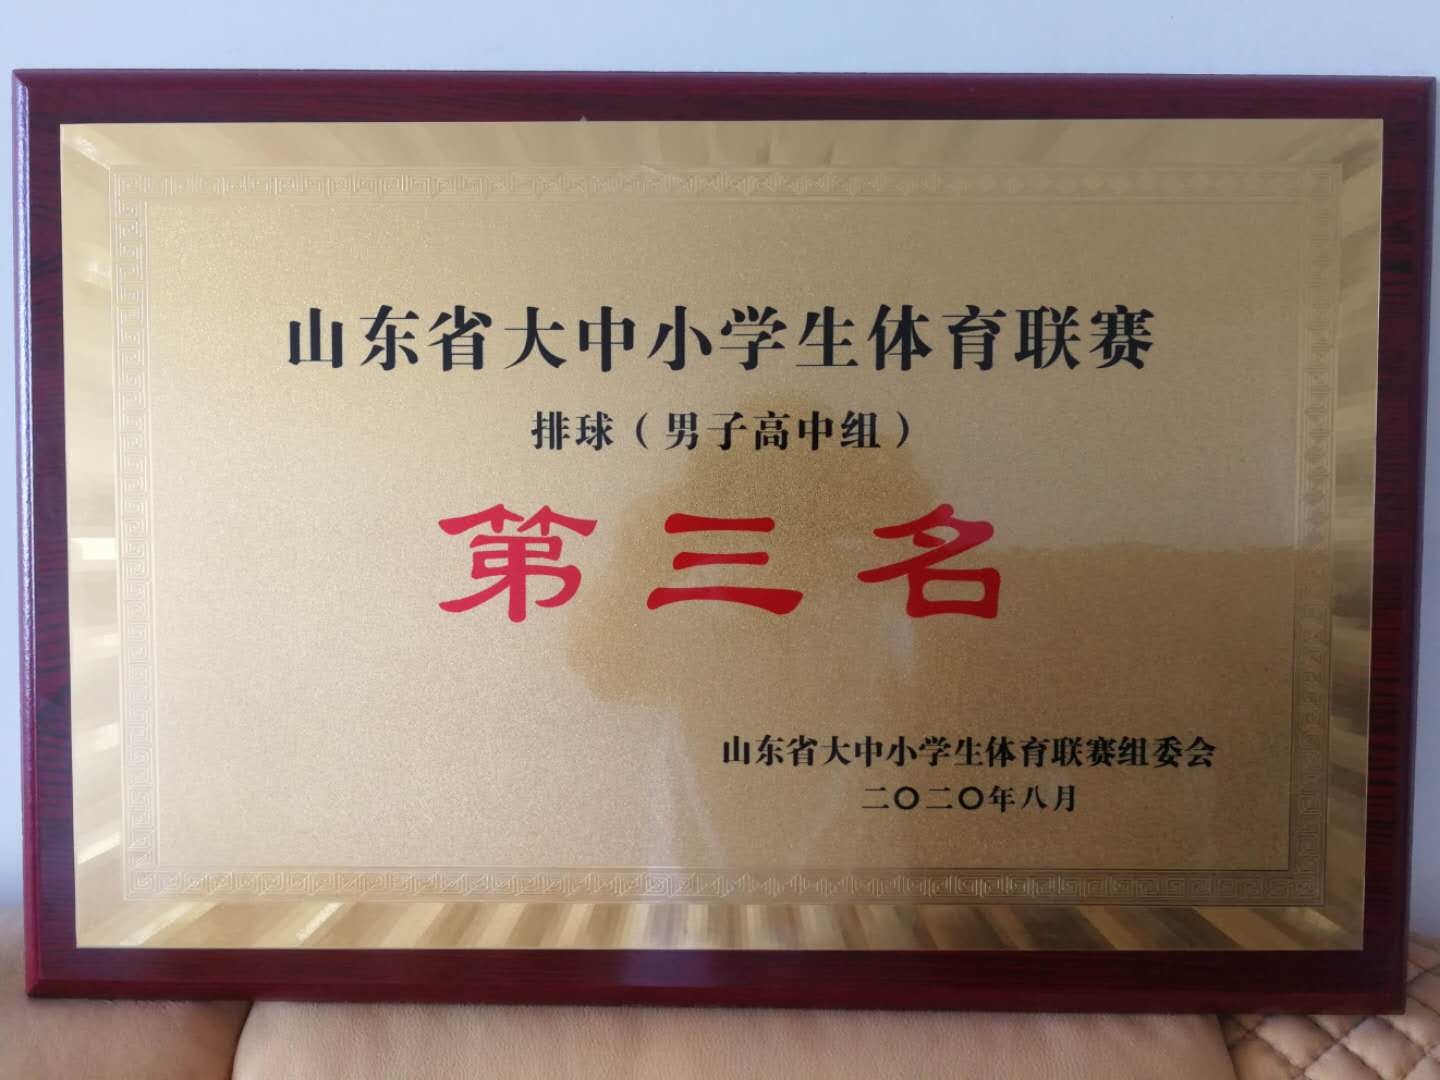 山东省大中小学生体育联赛
排球（男子高中组）
第三名
山东省大中小学生体育联赛组委会
二〇二〇年八月